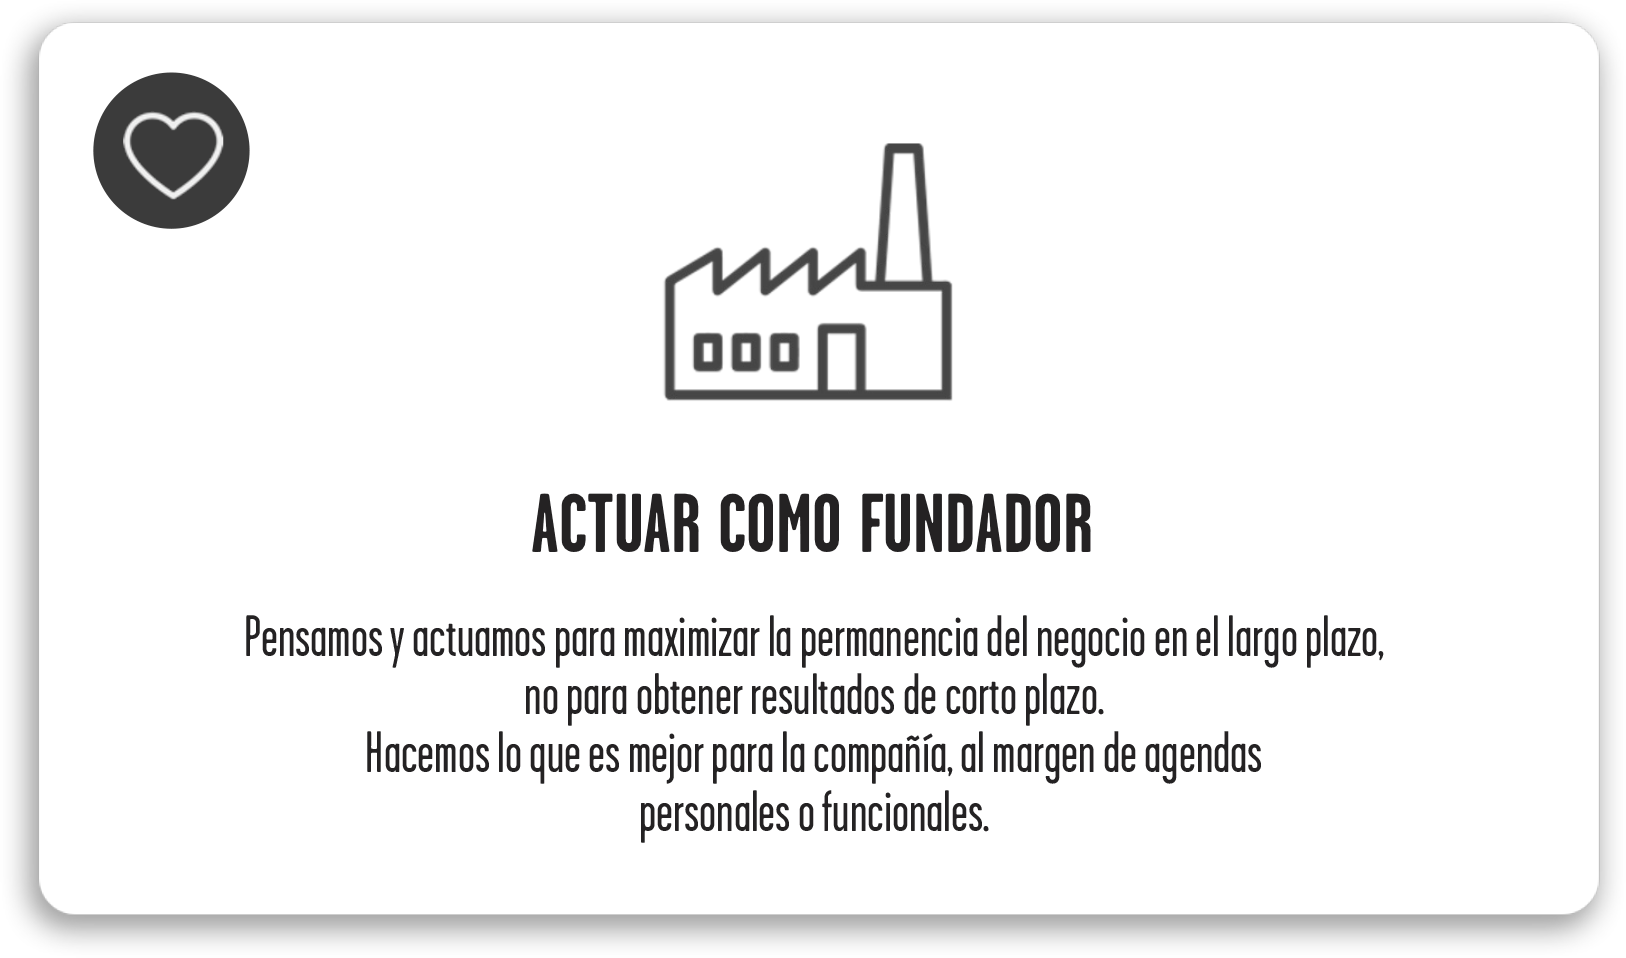 ACTUAR COMO FUNDADOR
Pensamos y actuamos para maximizar la permanencia del negocio en el largo plazo,
no para obtener resultados de corto plazo.
Hacemos lo que es mejor para la compañía, al margen de agendas
personales o funcionales.